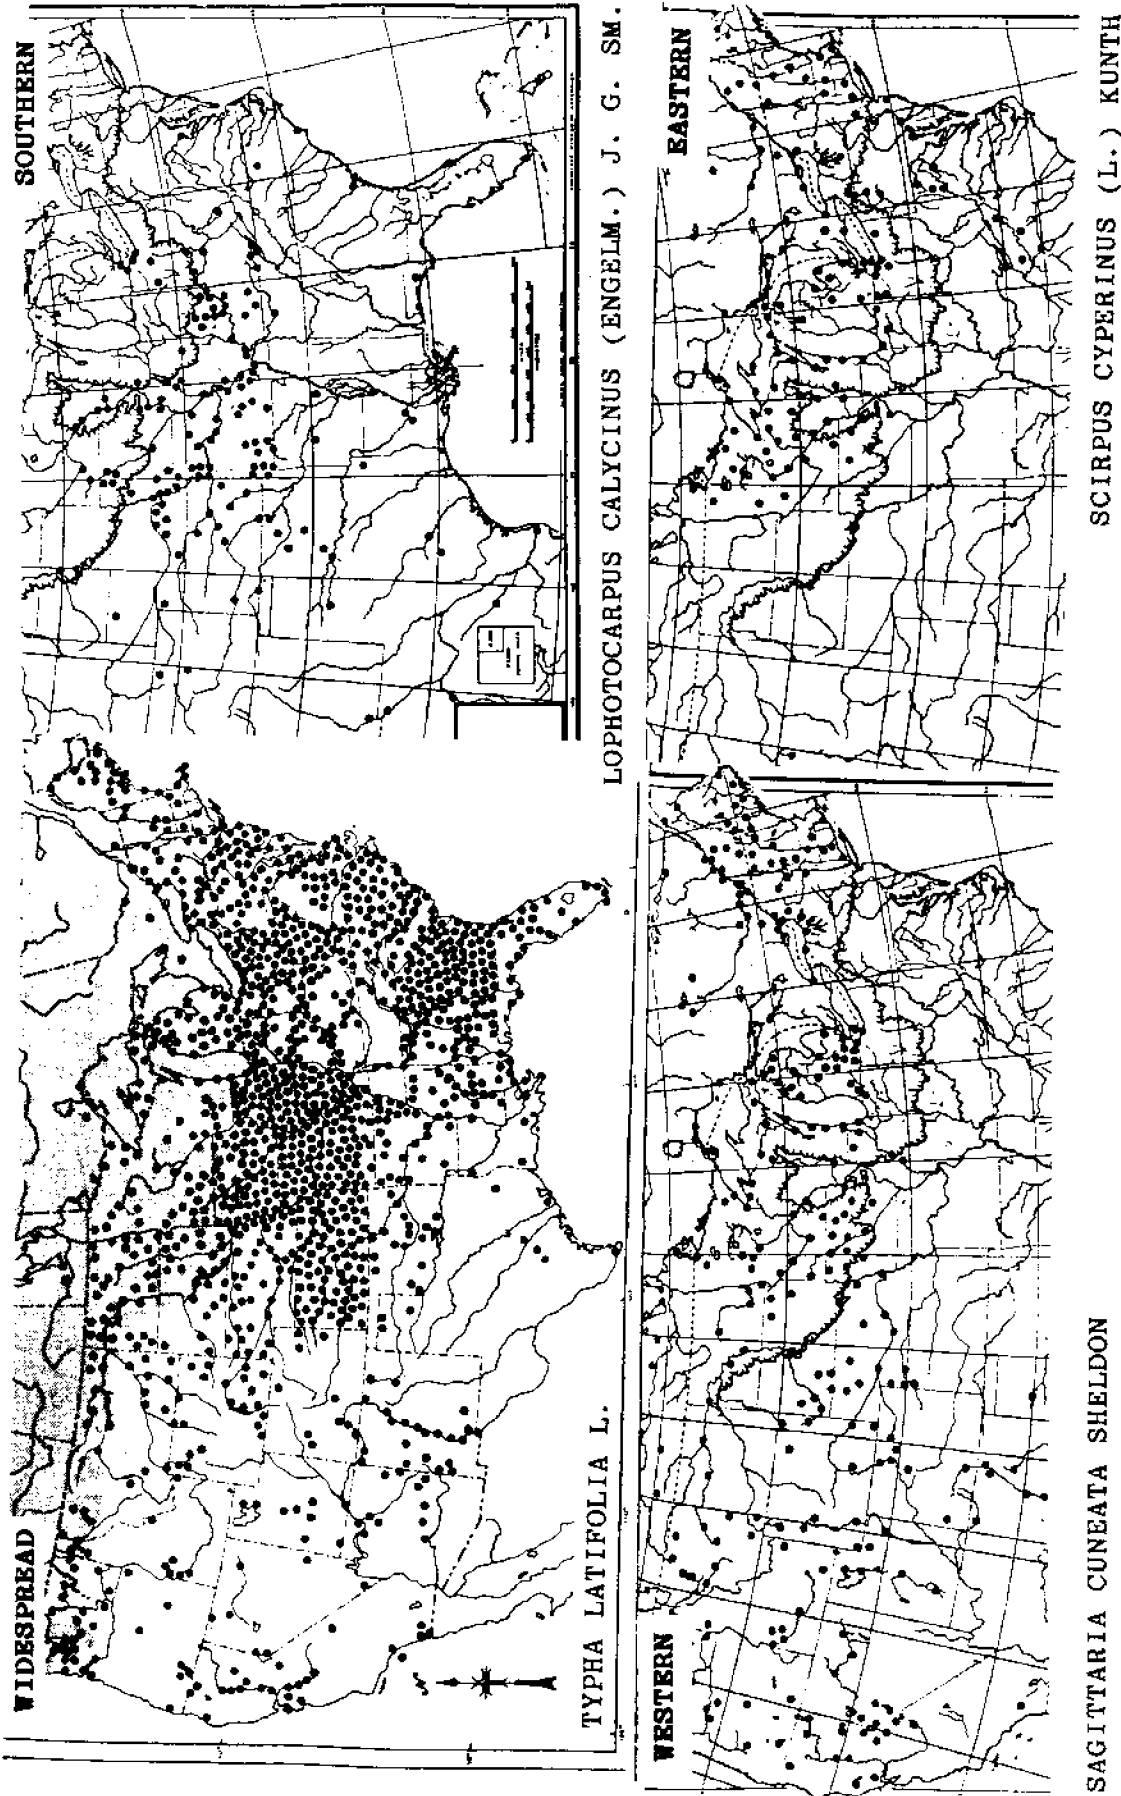 WIDESPREAD
SOUTHERN
TYPHA LATIFOLIA L.
LOPHOTOCARPUS CALYCINUS (ENGELM.) J. G. SM.
WESTERN
EASTERN
SAGITTARIA CUNEATA SHELDON
SCIRPUS CYPERINUS (L.) KUNTH